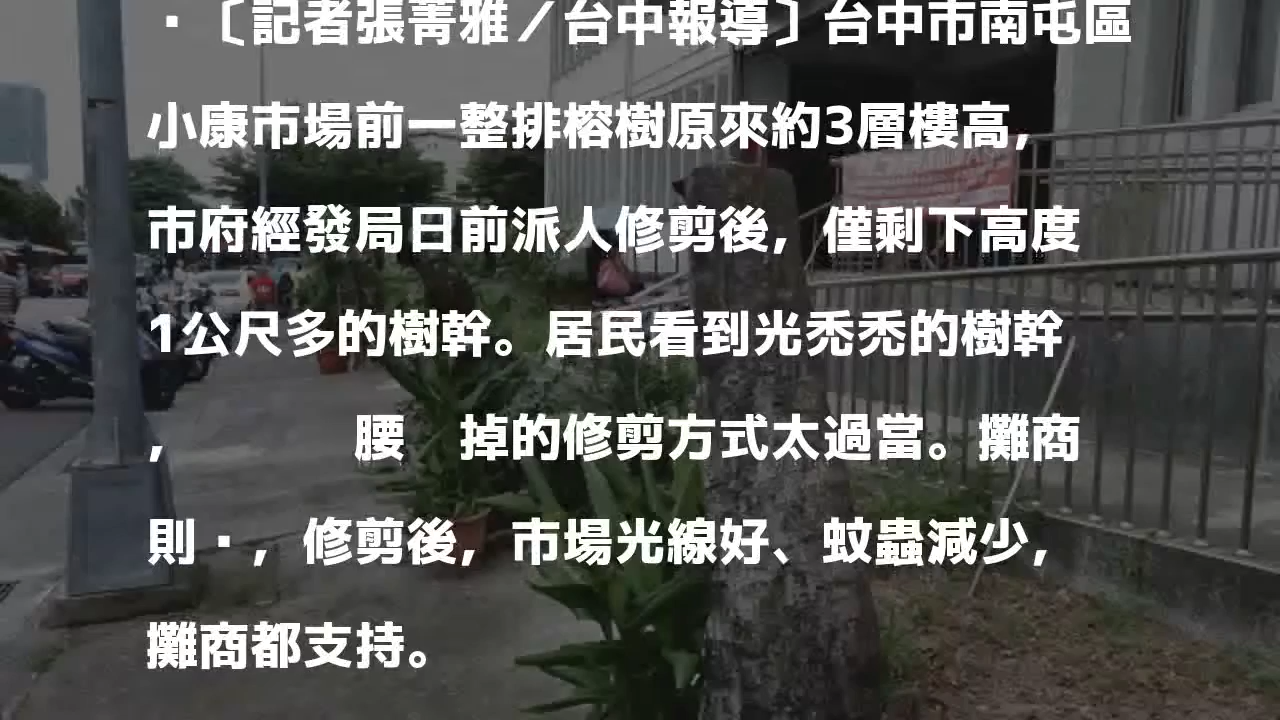 ·〔記者張菁雅／台中報導〕台中市南屯區
小康市場前一整排榕樹原來約3層樓高，
市府經發局日前派人修剪後，僅剩下高度
1公尺多的樹幹。居民看到光禿禿的樹幹
，　　　　腰　掉的修剪方式太過當。攤商
則·，修剪後，市場光線好、蚊蟲減少，
攤商都支持。